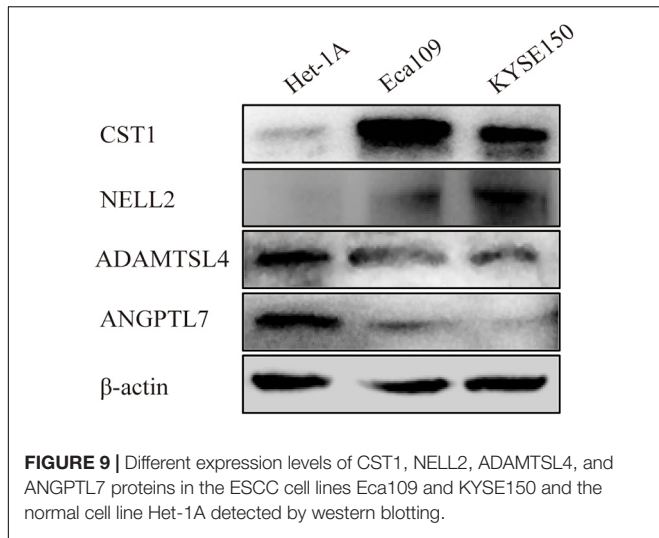 Het-1A Eca109 KYSE150
CST1
NELL2
ADAMTSL4
ANGPTL7
β-actin
FIGURE 9 | Different expression levels of CST1, NELL2, ADAMTSL4, and
ANGPTL7 proteins in the ESCC cell lines Eca109 and KYSE150 and the
normal cell line Het-1A detected by western blotting.